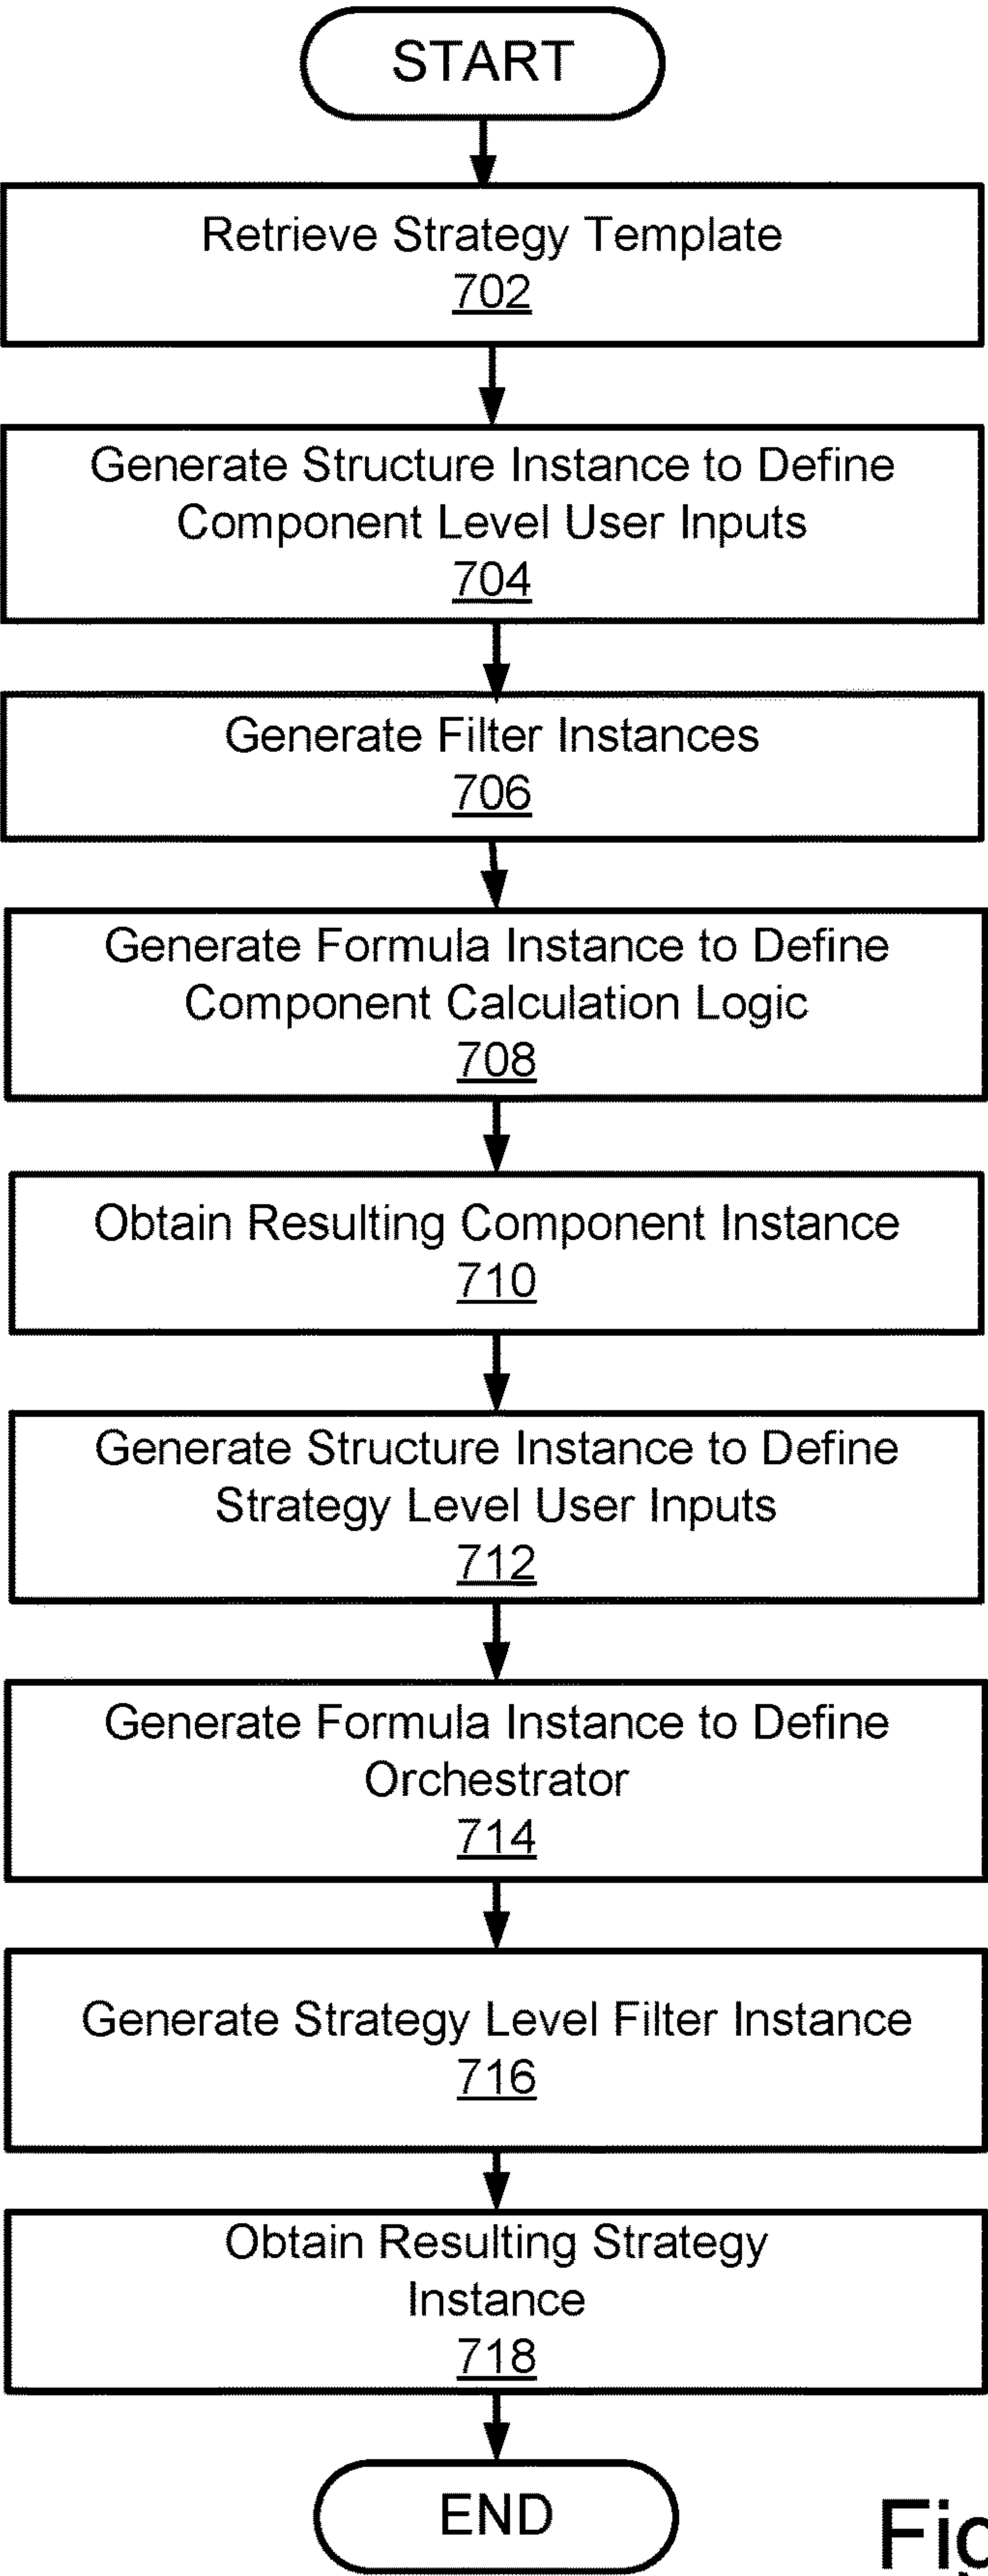 START
Retrieve Strategy Template
702
Generate Structure Instance to Define
Component Level User Inputs
704
Generate Filter Instances
706
Generate Formula Instance to Define
Component Calculation Logic
708
Obtain Resulting Component Instance
710
Generate Structure Instance to Define
Strategy Level User Inputs
712
Generate Formula Instance to Define
Orchestrator
714
Generate Strategy Level Filter Instance
716
Obtain Resulting Strategy
Instance
718
END